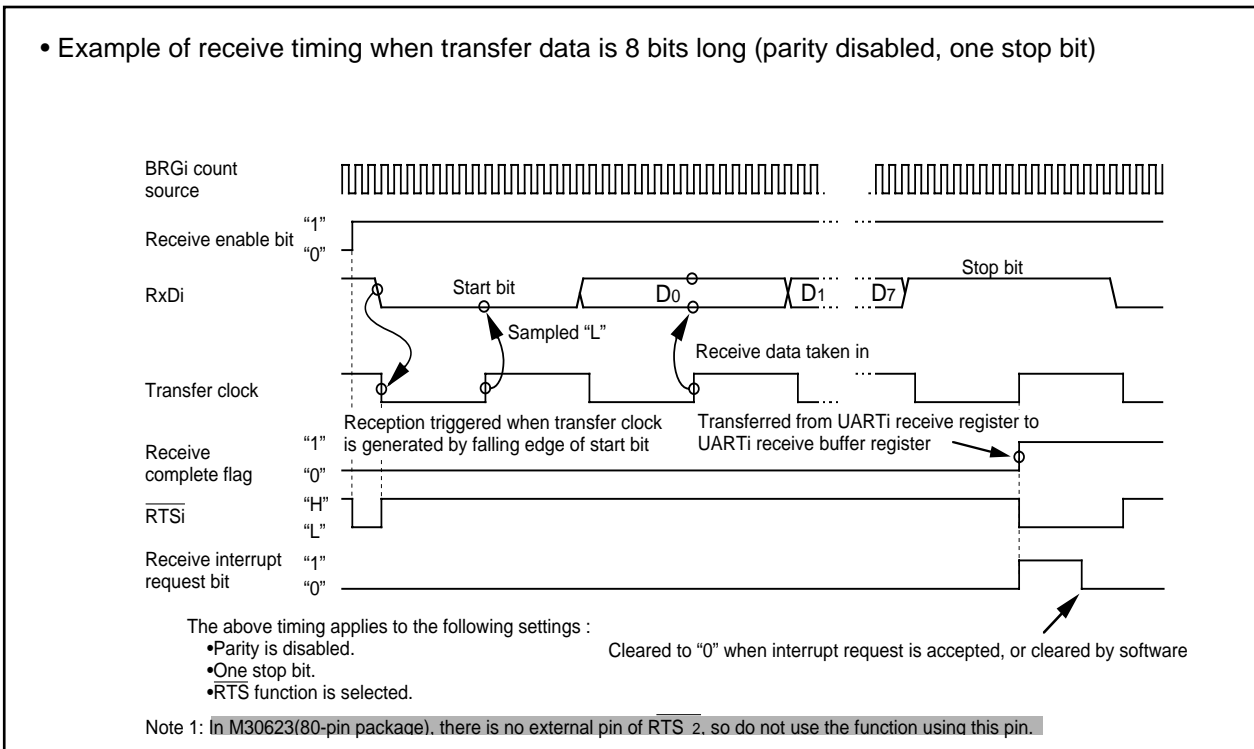 • Example of receive timing when transfer data is 8 bits long (parity disabled, one stop bit)
BRGi count
source
Receive enable bit
“1”
“0”
RxDi
Start bit
D0
D1
D7
Stop bit
Sampled “L”
Receive data taken in
Transfer clock
Reception triggered when transfer clock
is generated by falling edge of start bit
Transferred from UARTi receive register to
UARTi receive buffer register
Receive
complete flag
“1”
“0”
RTSi
“H”
“L”
Receive interrupt
request bit
“1”
“0”
The above timing applies to the following settings :
•Parity is disabled.
•One stop bit.
•RTS function is selected.
Cleared to “0” when interrupt request is accepted, or cleared by software
Note 1: In M30623(80-pin package), there is no external pin of RTS 2, so do not use the function using this pin.